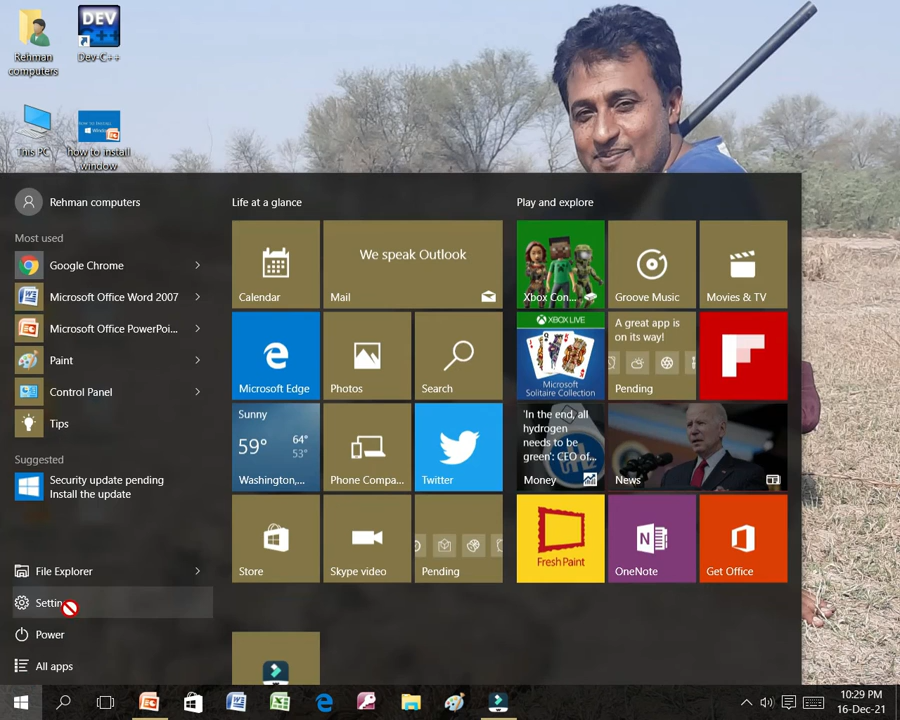 Rehman
computers
DEV
Dev-C++
This PC
how to install
window
Rehman computers
Most used
Google Chrome
Microsoft Office Word 2007
Microsoft Office PowerPoi...
Paint
Control Panel
Tips
Suggested
Security update pending
Install the update
File Explorer
Settin
Power
All apps
Life at a glance
Calendar
We speak Outlook
Mail
Microsoft Edge
Photos
Search
Sunny
59°
64°
53°
Washington,...
Phone Compa...
Twitter
Store
Skype video
Pending
Play and explore
Xbox Con...
Groove Music
Movies & TV
XBOX LIVE
Microsoft
Solitaire Collection
A great app is
on its way!
Pending
'In the end, all
hydrogen
needs to be
green': CEO of...
Money
News
FreshPaint
OneNote
Get Office
10:29 PM
16-Dec-21